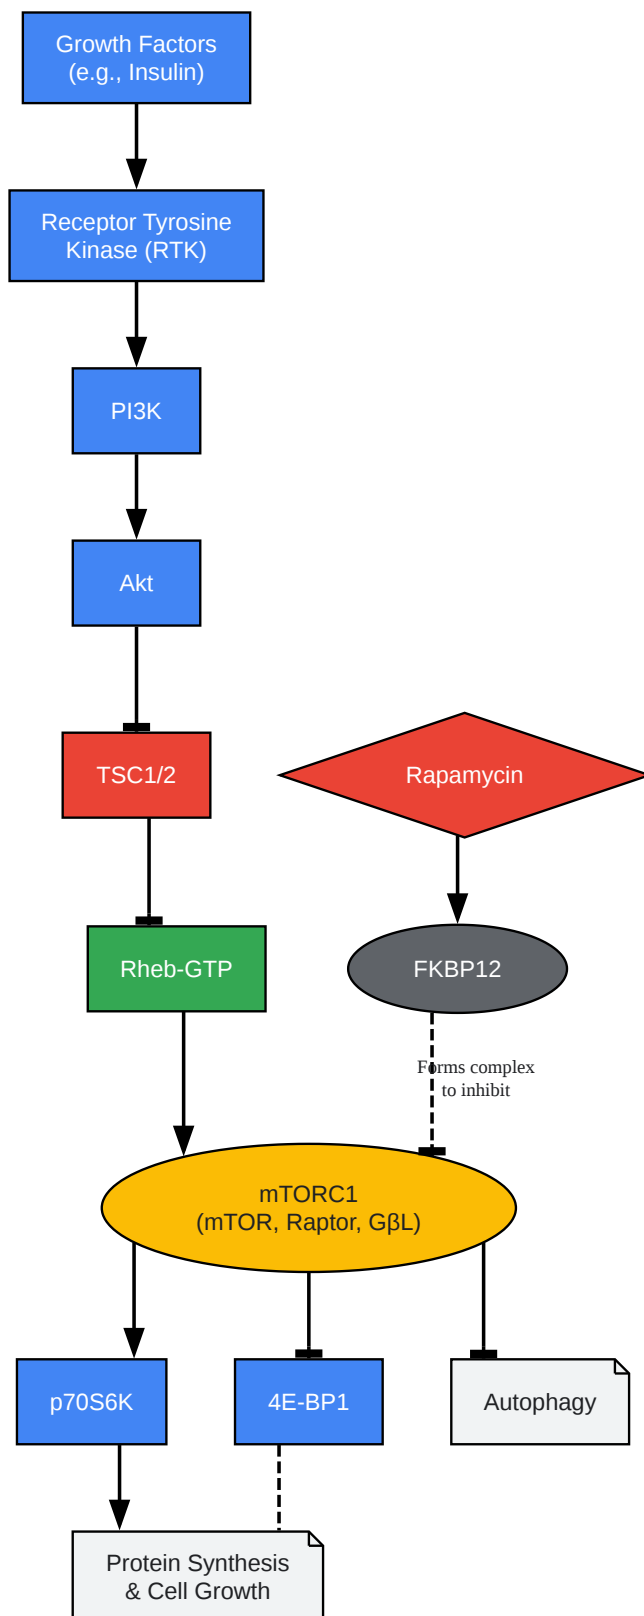 Growth Factors
(e.g., Insulin)
Receptor Tyrosine
Kinase (RTK)
PI3K
Akt
TSC1/2
Rapamycin
Rheb-GTP
FKBP12
Forms complex
to inhibit
mTORC1
(mTOR, Raptor, GβL)
p70S6K
4E-BP1
Autophagy
Protein Synthesis
& Cell Growth